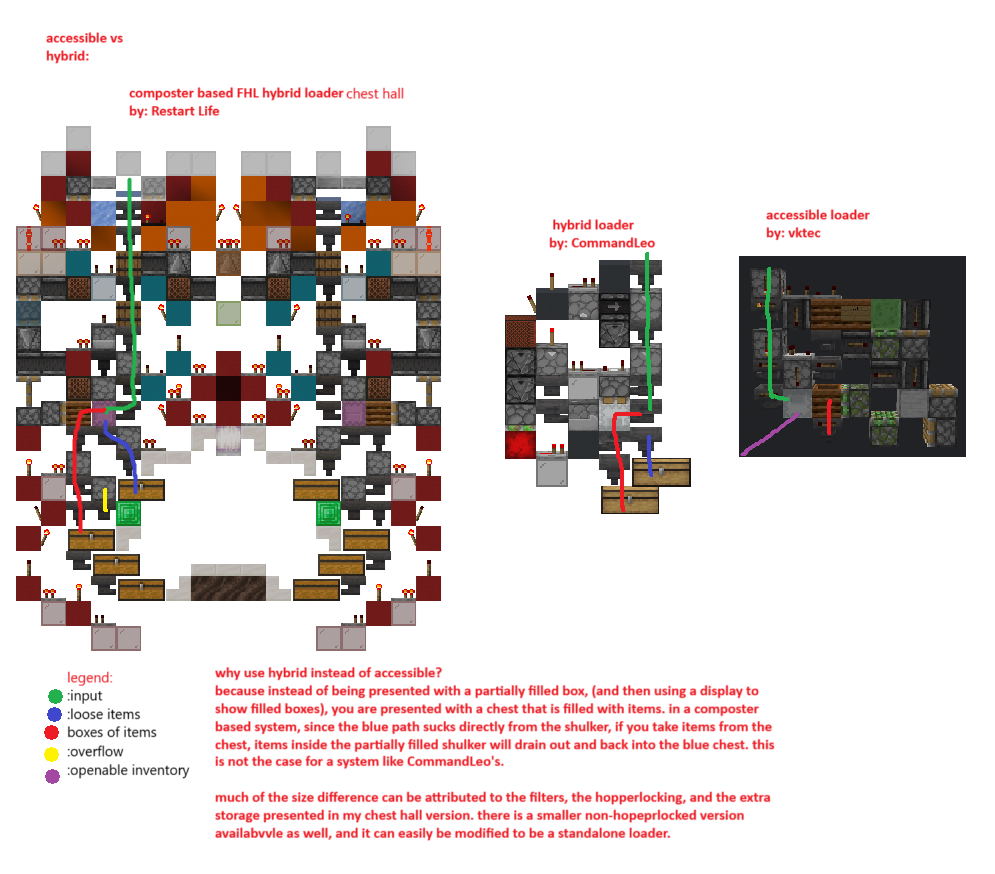 accessible vs
hybrid:
composter based FHL hybrid loader chest hall
by: Restart Life
hybrid loader
by: CommandLeo
accessible loader
by: vktec
legend:
:input
:loose items
boxes of items
:overflow
:openable inventory
why use hybrid instead of accessible?
because instead of being presented with a partially filled box, (and then using a display to
show filled boxes), you are presented with a chest that is filled with items. in a composter
based system, since the blue path sucks directly from the shulker, if you take items from the
chest, items inside the partially filled shulker will drain out and back into the blue chest. this
is not the case for a system like CommandLeo's.
much of the size difference can be attributed to the filters, the hopperlocking, and the extra
storage presented in my chest hall version. there is a smaller non-hopeprlocked version
availabvvle as well, and it can easily be modified to be a standalone loader.